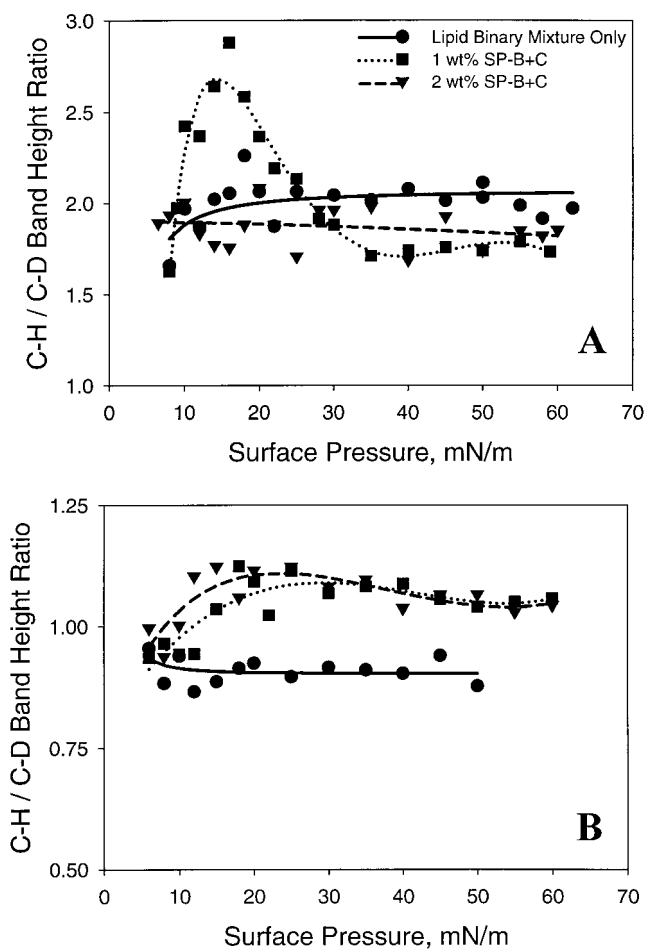 3.0
2.5
2.0
1.5
1.0
C-H / C-D Band Height Ratio
Lipid Binary Mixture Only
1 wt% SP-B+C
2 wt% SP-B+C
A
0 10 20 30 40 50 60 70
Surface Pressure, mN/m
1.25
1.00
0.75
0.50
C-H / C-D Band Height Ratio
B
0 10 20 30 40 50 60 70
Surface Pressure, mN/m